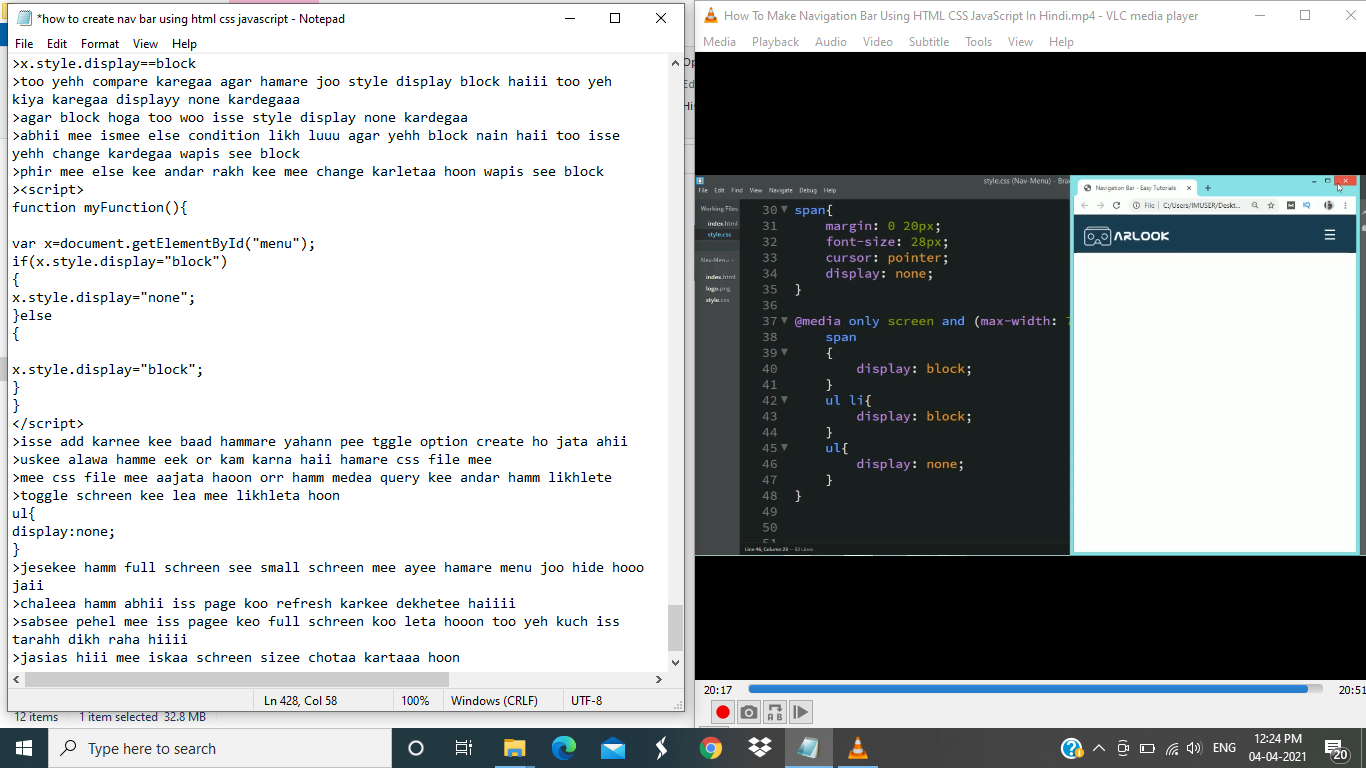 *how to create nav bar using html css javascript - Notepad
File Edit Format View Help
>x.style.display==block
>too yehh compare karegaa agar hamare joo style display block haiii too yeh
kiya karegaa displayy none kardegaaa
>agar block hoga too woo isse style display none kardegaa
>abhii mee ismee else condition likh luuu agar yehh block nain haii too isse
yehh change kardegaa wapis see block
>phir mee else kee andar rakh kee mee change karletaa hoon wapis see block
><script>
function myFunction(){
var x=document.getElementById("menu");
if(x.style.display="block")
{
x.style.display="none";
}else
{
x.style.display="block";
}
}
</script>
>isse add karnee kee baad hammare yahann pee tggle option create ho jata ahii
>uskee alawa hamme eek or kam karna haii hamare css file mee
>mee css file mee aajata haoon orr hamm medea query kee andar hamm likhlete
>toggle schreen kee lea mee likhleta hoon
ul{
display:none;
}
>jesekee hamm full schreen see small schreen mee ayee hamare menu joo hide hooo
jaii
>chaleea hamm abhii iss page koo refresh karkee dekhetee haiiii
>sabsee pehel mee iss pagee keo full schreen koo leta hooon too yeh kuch iss
tarahh dikh raha hiiii
>jasias hiii mee iskaa schreen sizee chotaa kartaaa hoon
Ln 428, Col 58 100% Windows (CRLF) UTF-8
12 items 1 item selected 32.8 MB
How To Make Navigation Bar Using HTML CSS JavaScript In Hindi.mp4 - VLC media player
Media Playback Audio Video Subtitle Tools View Help
style.css (Nav-Menu) - Bra
File Edit Find View Navigate Debug Help
Working Files
index.html
style.css
Nav-Menu
index.html
logo.png
style.css
30 span{
31 margin: 0 20px;
32 font-size: 28px;
33 cursor: pointer;
34 display: none;
35 }
36
37 @media only screen and (max-width:
38 span
39 {
40 display: block;
41 }
42 ul li{
43 display: block;
44 }
45 ul{
46 display: none;
47 }
48 }
49
50
51
Line 46, Column 23 — 83 Lines
Navigation Bar - Easy Tutorials
File C:/Users/IMUSER/Deskt...
ARLOOK
20:17 20:51
Type here to search
ENG
12:24 PM
04-04-2021
20